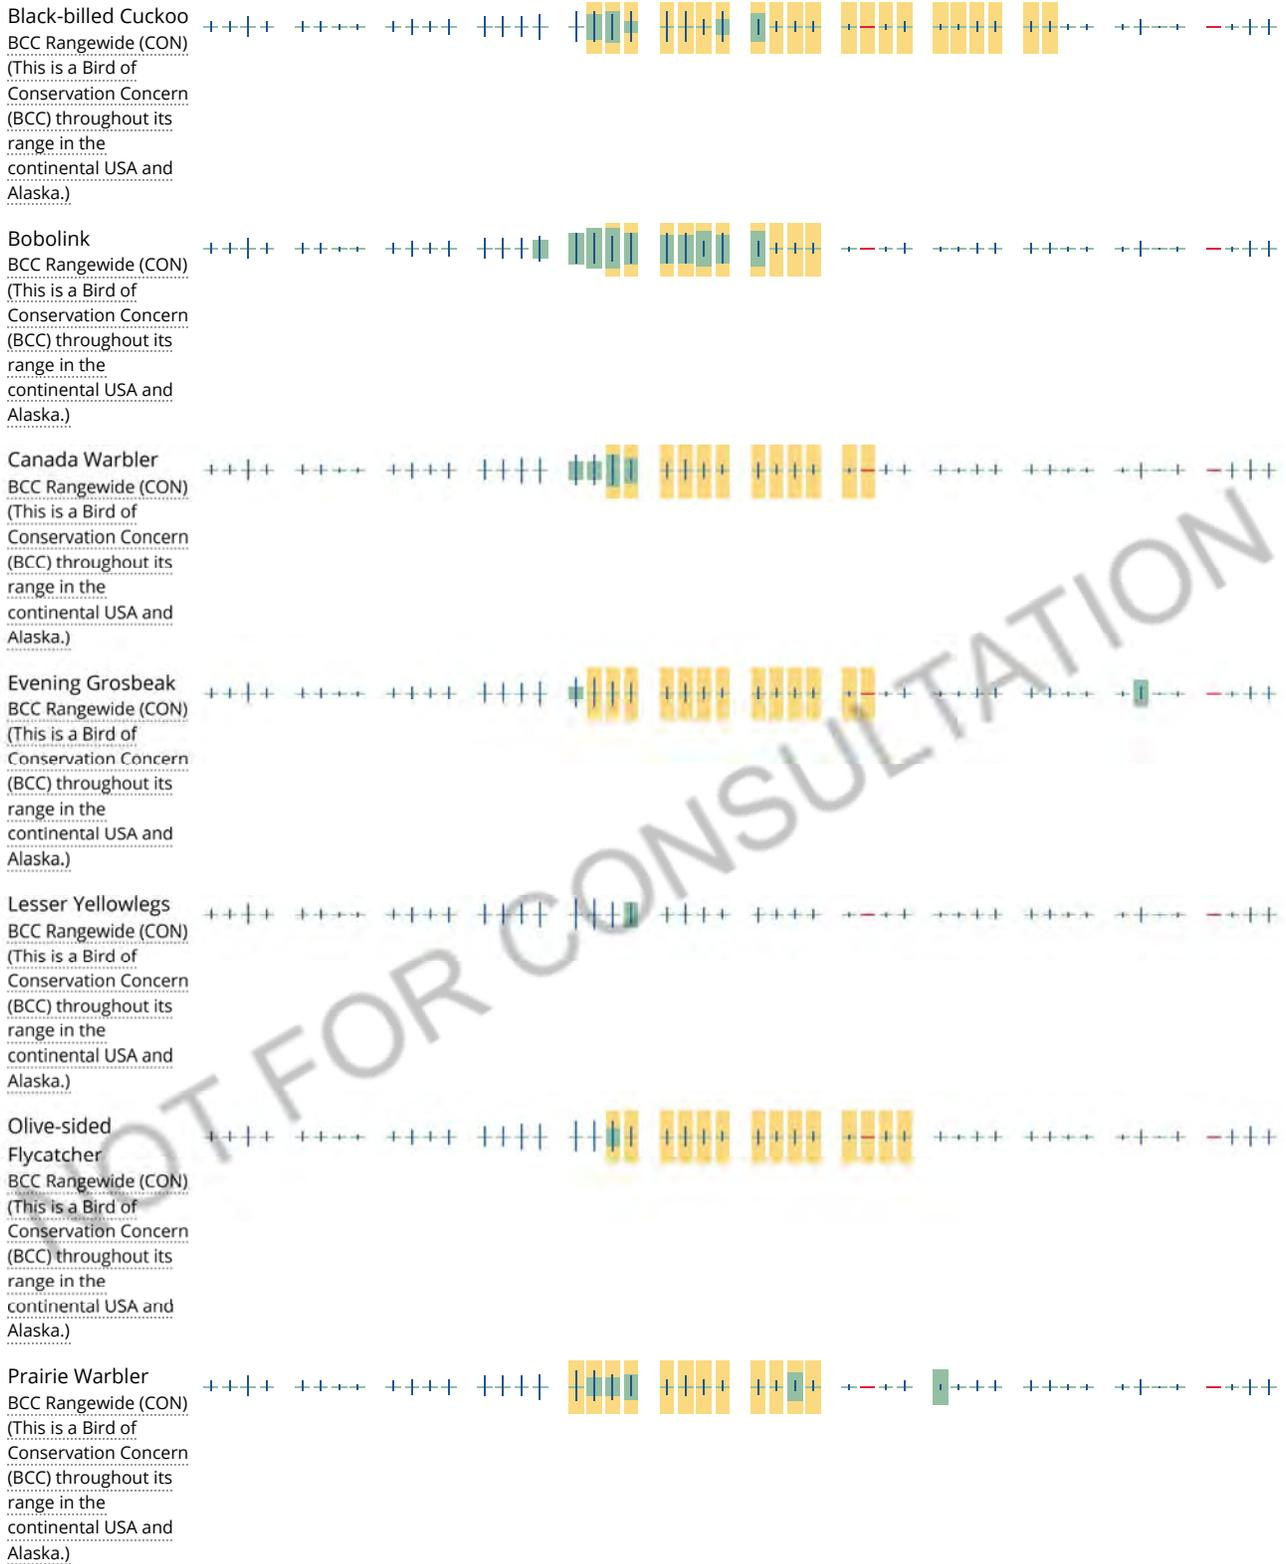 Black-billed Cuckoo
BCC Rangewide (CON)
(This is a Bird of
Conservation Concern
(BCC) throughout its
range in the
continental USA and
Alaska.)
Bobolink
BCC Rangewide (CON)
(This is a Bird of
Conservation Concern
(BCC) throughout its
range in the
continental USA and
Alaska.)
Canada Warbler
BCC Rangewide (CON)
(This is a Bird of
Conservation Concern
(BCC) throughout its
range in the
continental USA and
Alaska.)
Evening Grosbeak
BCC Rangewide (CON)
(This is a Bird of
Conservation Concern
(BCC) throughout its
range in the
continental USA and
Alaska.)
Lesser Yellowlegs
BCC Rangewide (CON)
(This is a Bird of
Conservation Concern
(BCC) throughout its
range in the
continental USA and
Alaska.)
Olive-sided
Flycatcher
BCC Rangewide (CON)
(This is a Bird of
Conservation Concern
(BCC) throughout its
range in the
continental USA and
Alaska.)
Prairie Warbler
BCC Rangewide (CON)
(This is a Bird of
Conservation Concern
(BCC) throughout its
range in the
continental USA and
Alaska.)
NOT FOR CONSULTATION